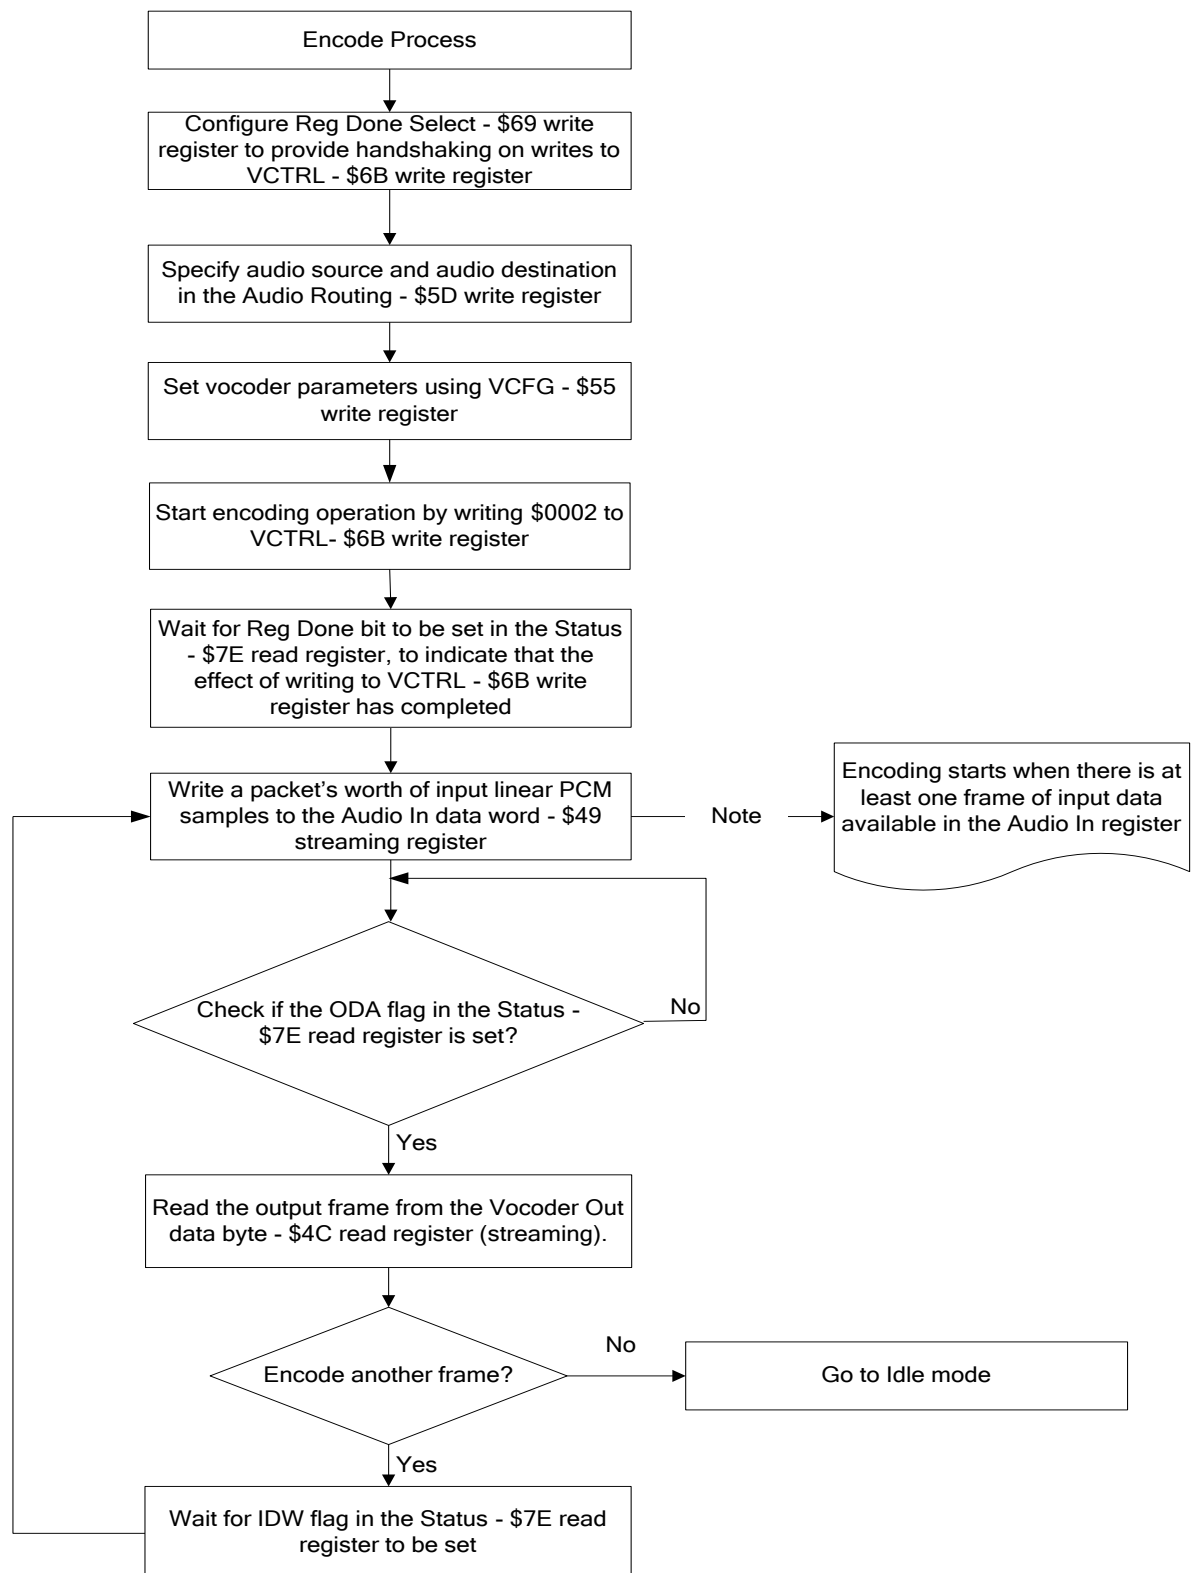 Encode Process
Configure Reg Done Select - $69 write
register to provide handshaking on writes to
VCTRL - $6B write register
Specify audio source and audio destination
in the Audio Routing - $5D write register
Set vocoder parameters using VCFG - $55
write register
Start encoding operation by writing $0002 to
VCTRL- $6B write register
Wait for Reg Done bit to be set in the Status
- $7E read register, to indicate that the
effect of writing to VCTRL - $6B write
register has completed
Write a packet’s worth of input linear PCM
samples to the Audio In data word - $49
streaming register
Note
Encoding starts when there is at
least one frame of input data
available in the Audio In register
Check if the ODA flag in the Status -
$7E read register is set?
No
Yes
Read the output frame from the Vocoder Out
data byte - $4C read register (streaming).
Encode another frame?
No
Go to Idle mode
Yes
Wait for IDW flag in the Status - $7E read
register to be set